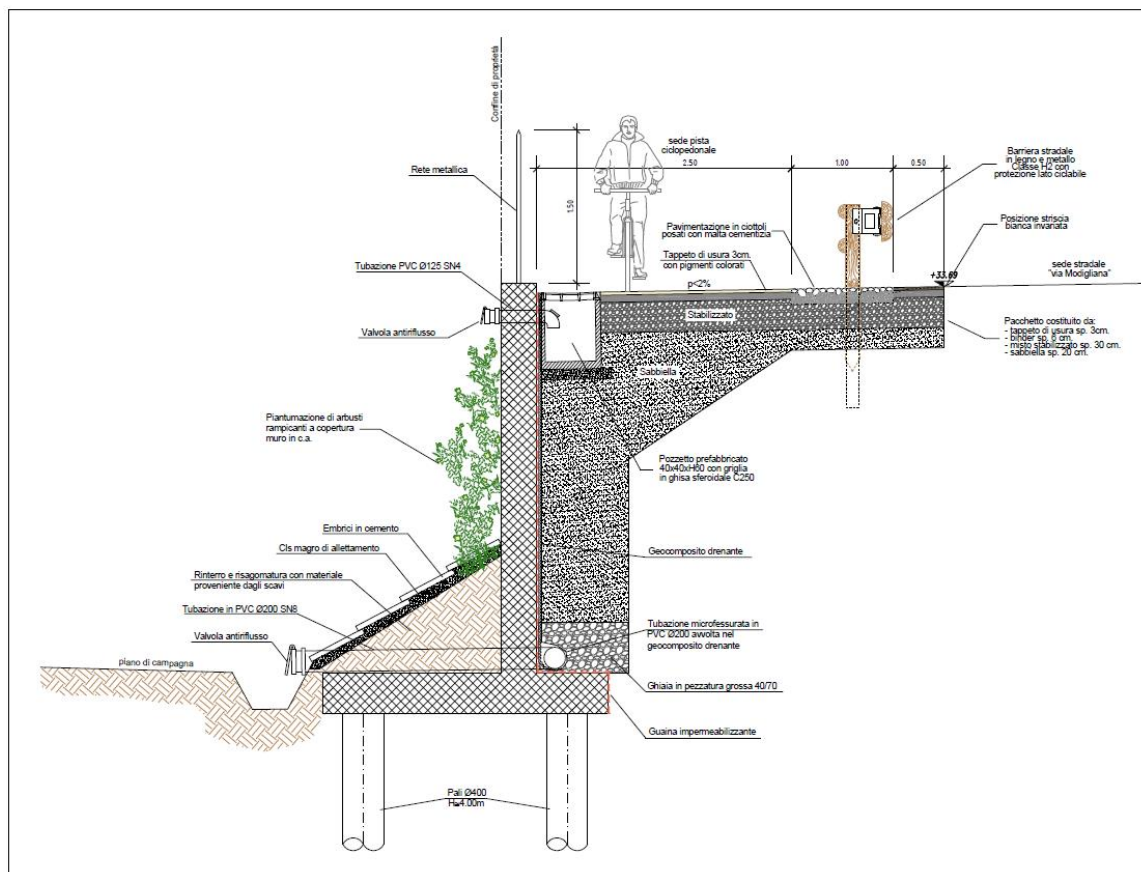 Confine di proprietà
sede pista
ciclopedonale
2.50
1.00
0.50
1.50
Rete metallica
Barriera stradale
in legno e metallo
Classe H2 con
protezione lato ciclabile
Pavimentazione in ciottoli
posati con malta cementizia
Posizione striscia
bianca invariata
Tubazione PVC Ø125 SN4
Tappeto di usura 3cm.
con pigmenti colorati
p<2%
+33.69
sede stradale
"via Modigliana"
Valvola antiriflusso
Stabilizzato
Pacchetto costituito da:
- tappeto di usura sp. 3cm.
- binder sp. 6 cm.
- misto stabilizzato sp. 30 cm.
- sabbiella sp. 20 cm.
Sabbiella
Piantumazione di arbusti
rampicanti a copertura
muro in c.a.
Pozzetto prefabbricato
40x40xH60 con griglia
in ghisa sferoidale C250
Embrici in cemento
Cls magro di allettamento
Geocomposito drenante
Rinterro e risagomatura con materiale
proveniente dagli scavi
Tubazione in PVC Ø200 SN8
Tubazione microfessurata in
PVC Ø200 avvolta nel
geocomposito drenante
Valvola antiriflusso
piano di campagna
Ghiaia in pezzatura grossa 40/70
Guaina impermeabilizzante
Pali Ø400
H=4.00m